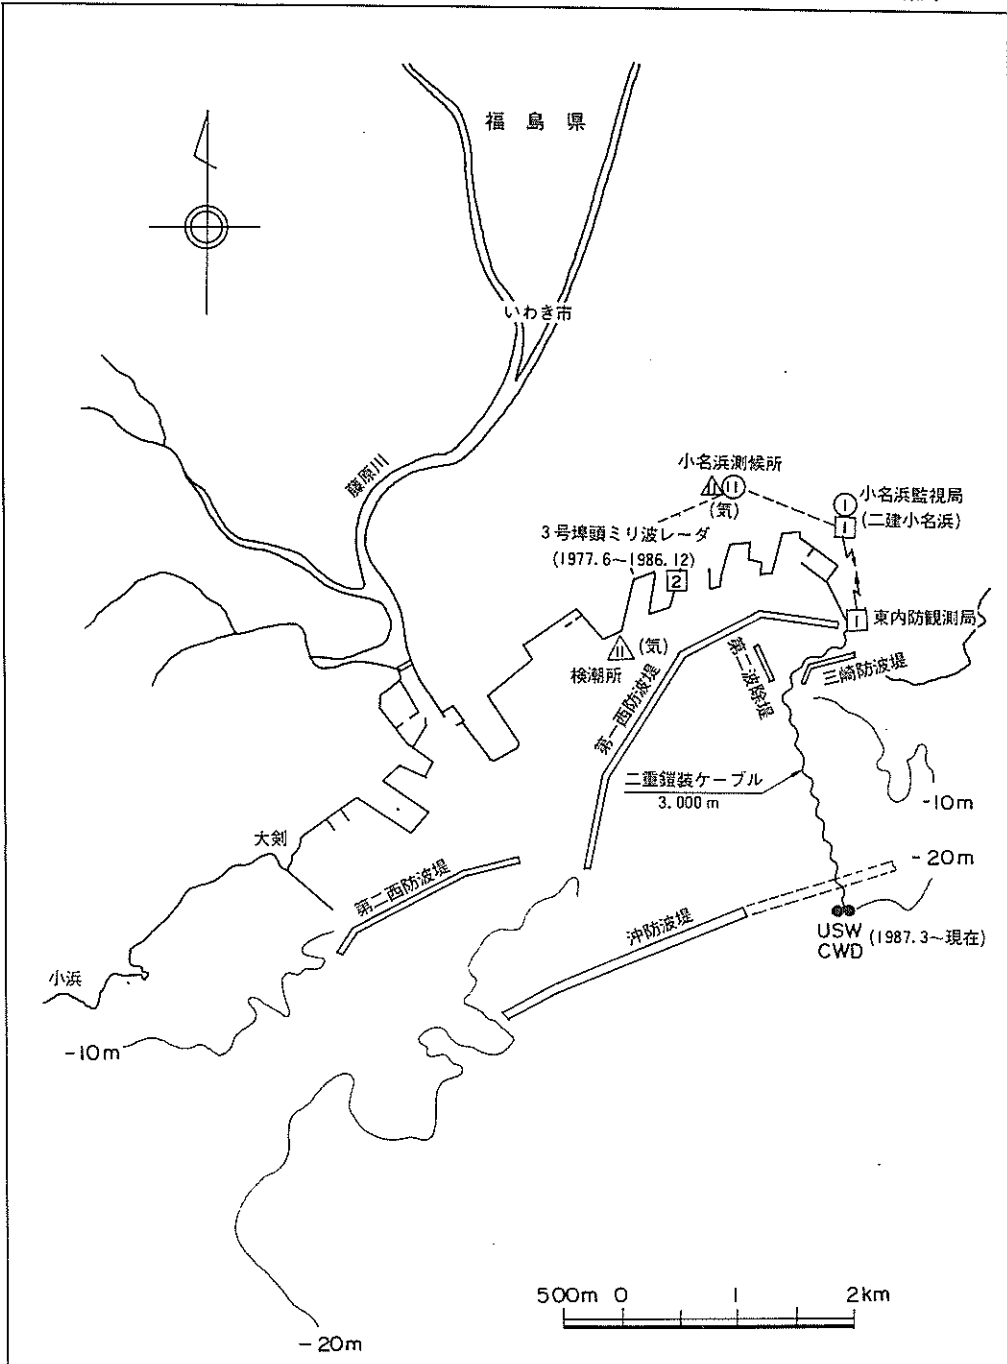 福島県
いわき市
藤原川
小名浜測候所
II
II
(気)
I
小名浜監視局
I
(二建小名浜)
3号埠頭ミリ波レーダ
(1977.6～1986.12)
2
I
東内防観測局
II
(気)
検潮所
第一西防波堤
第二波除堤
三崎防波堤
二重鎧装ケーブル
3.000m
-10m
-20m
大剣
第二西防波堤
沖防波堤
USW
CWD
(1987.3～現在)
小浜
-10m
500m 0 1 2km
-20m